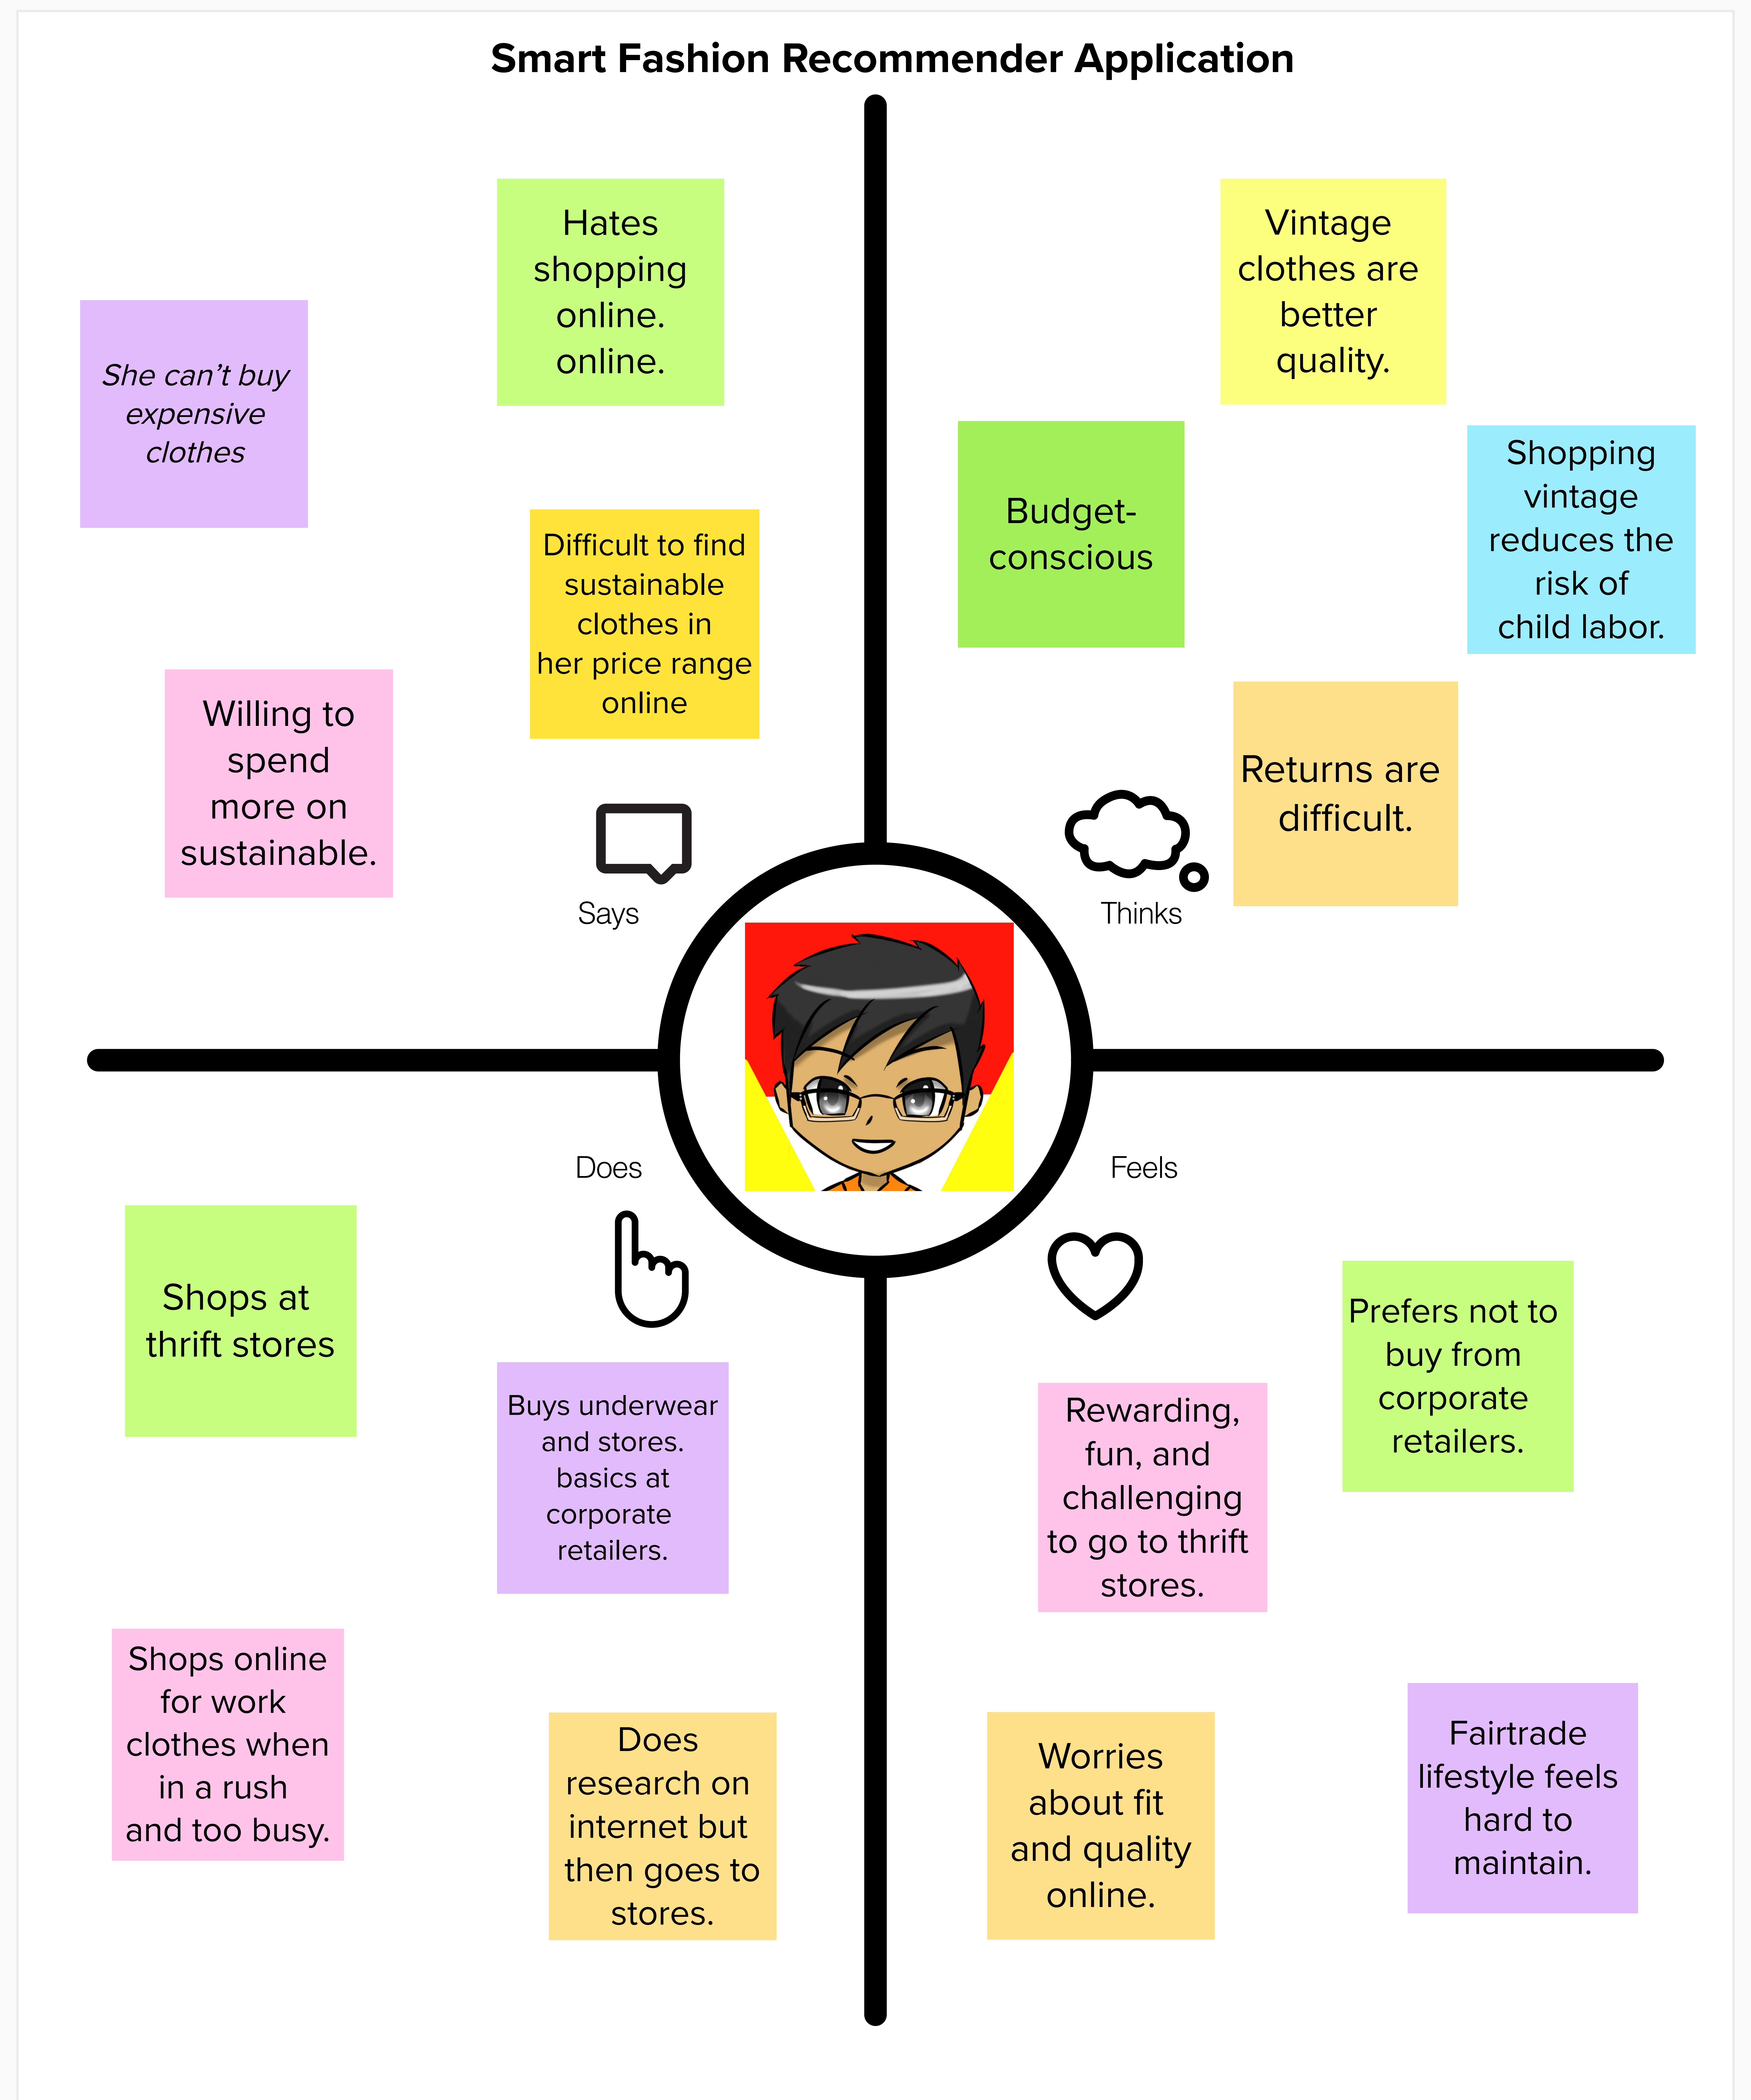 Smart Fashion Recommender Application
Hates
shopping
online.
online.
She can’t buy
expensive
clothes
Difficult to find
sustainable
clothes in
her price range
online
Willing to
spend
more on
sustainable.
Says
Vintage
clothes are
better
quality.
Budget-
conscious
Shopping
vintage
reduces the
risk of
child labor.
Returns are
difficult.
Thinks
Does
Shops at
thrift stores
Buys underwear
and stores.
basics at
corporate
retailers.
Shops online
for work
clothes when
in a rush
and too busy.
Does
research on
internet but
then goes to
stores.
Feels
Prefers not to
buy from
corporate
retailers.
Rewarding,
fun, and
challenging
to go to thrift
stores.
Worries
about fit
and quality
online.
Fairtrade
lifestyle feels
hard to
maintain.